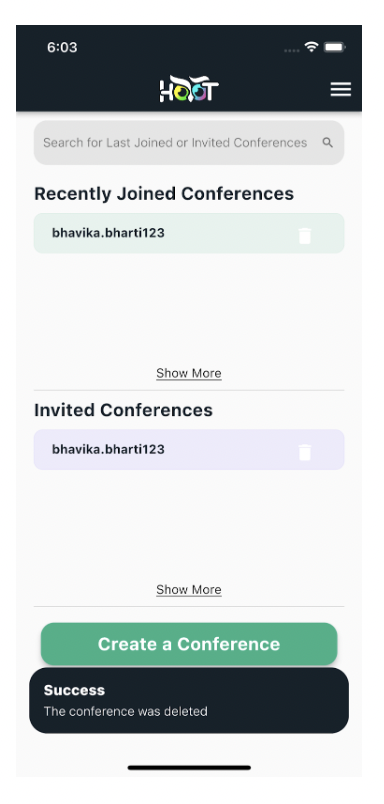 6:03
HOOT
Search for Last Joined or Invited Conferences
Recently Joined Conferences
bhavika.bharti123
Show More
Invited Conferences
bhavika.bharti123
Show More
Create a Conference
Success
The conference was deleted